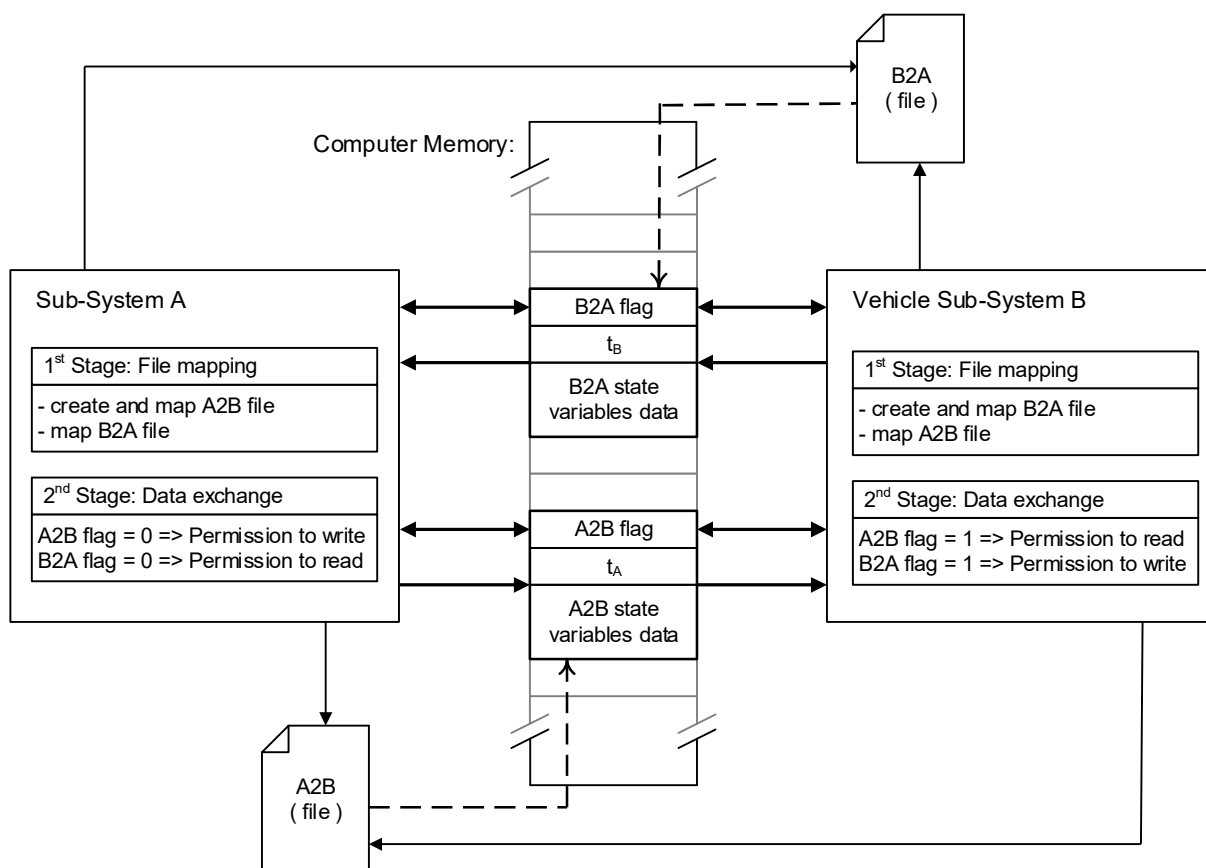 B2A
( file )
Computer Memory:
Sub-System A
1st Stage: File mapping
- create and map A2B file
- map B2A file
2nd Stage: Data exchange
A2B flag = 0 => Permission to write
B2A flag = 0 => Permission to read
B2A flag
tB
B2A state
variables data
A2B flag
tA
A2B state
variables data
Vehicle Sub-System B
1st Stage: File mapping
- create and map B2A file
- map A2B file
2nd Stage: Data exchange
A2B flag = 1 => Permission to read
B2A flag = 1 => Permission to write
A2B
( file )